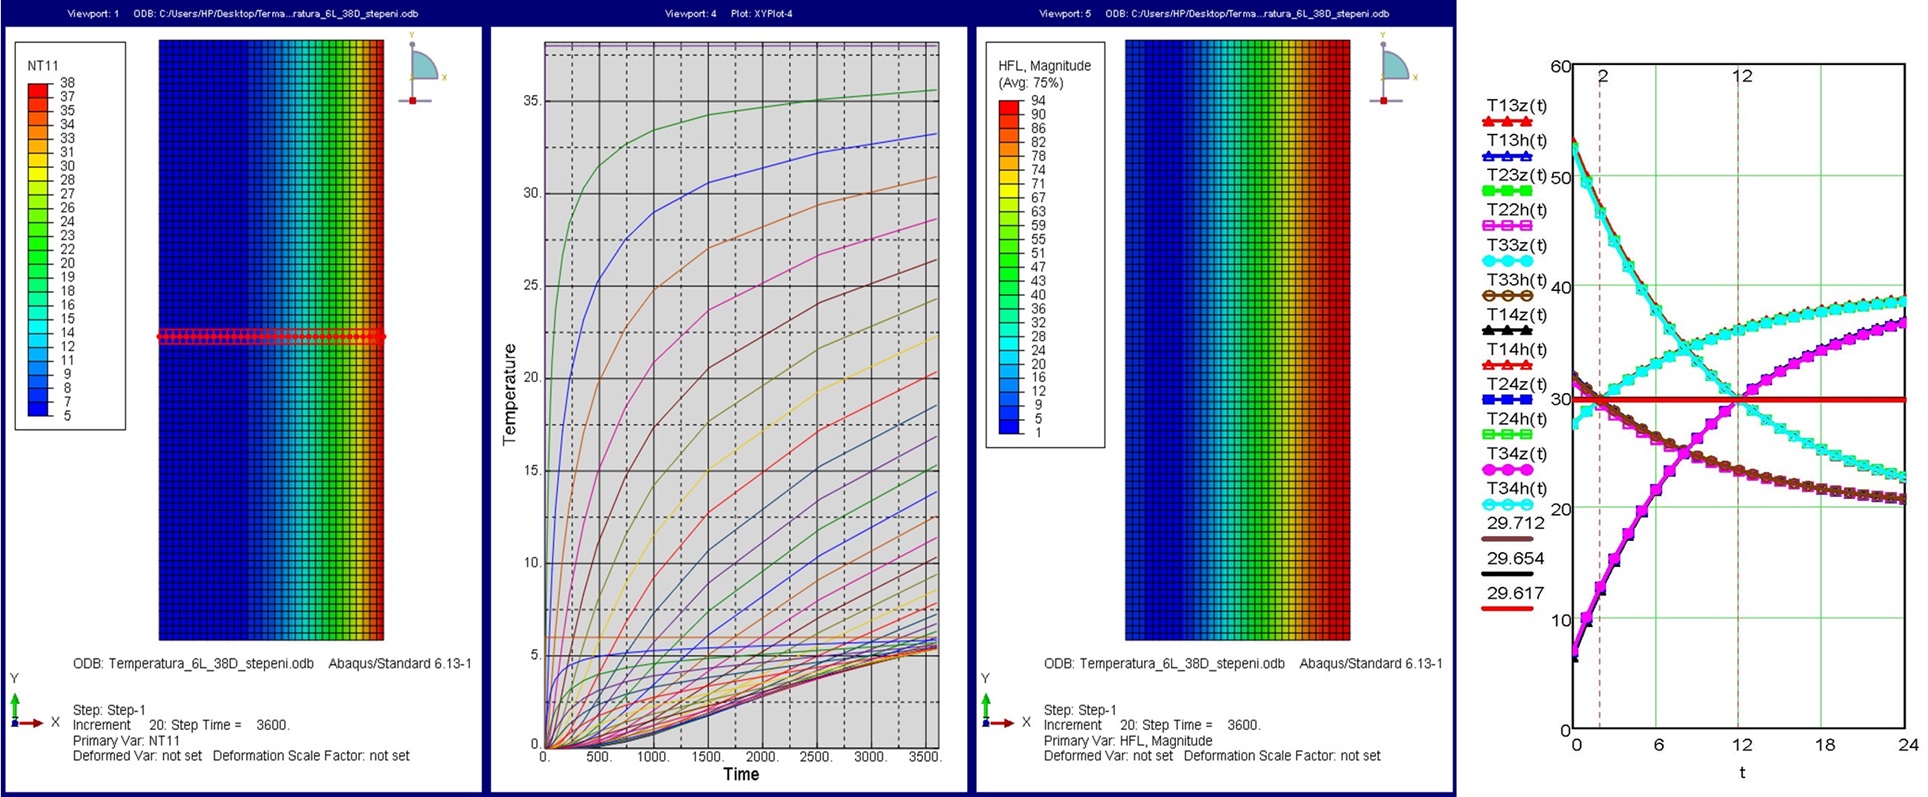 Viewport: 1 ODB: C:/Users/HP/Desktop/Terma...ratura_6L_38D_stepeni.odb
NT11
38
37
35
34
33
31
30
28
27
26
24
23
22
20
19
18
16
15
14
12
11
9
8
7
5
Y
X
ODB: Temperatura_6L_38D_stepeni.odb Abaqus/Standard 6.13-1
Y
X
Step: Step-1
Increment 20: Step Time = 3600.
Primary Var: NT11
Deformed Var: not set Deformation Scale Factor: not set
Viewport: 4 Plot: XYPlot-4
Temperature
35.
30.
25.
20.
15.
10.
5.
0.
0. 500. 1000. 1500. 2000. 2500. 3000. 3500.
Time
Viewport: 5 ODB: C:/Users/HP/Desktop/Terma...ratura_6L_38D_stepeni.odb
HFL, Magnitude
(Avg: 75%)
94
90
86
82
78
74
71
67
63
59
55
51
47
43
40
36
32
28
24
20
16
12
9
5
1
Y
X
ODB: Temperatura_6L_38D_stepeni.odb Abaqus/Standard 6.13-1
Y
X
Step: Step-1
Increment 20: Step Time = 3600.
Primary Var: HFL, Magnitude
Deformed Var: not set Deformation Scale Factor: not set
T13z(t)
T13h(t)
T23z(t)
T22h(t)
T33z(t)
T33h(t)
T14z(t)
T14h(t)
T24z(t)
T24h(t)
T34z(t)
T34h(t)
29.712
29.654
29.617
2 12
60
50
40
30
20
10
0
0 6 12 18 24
t